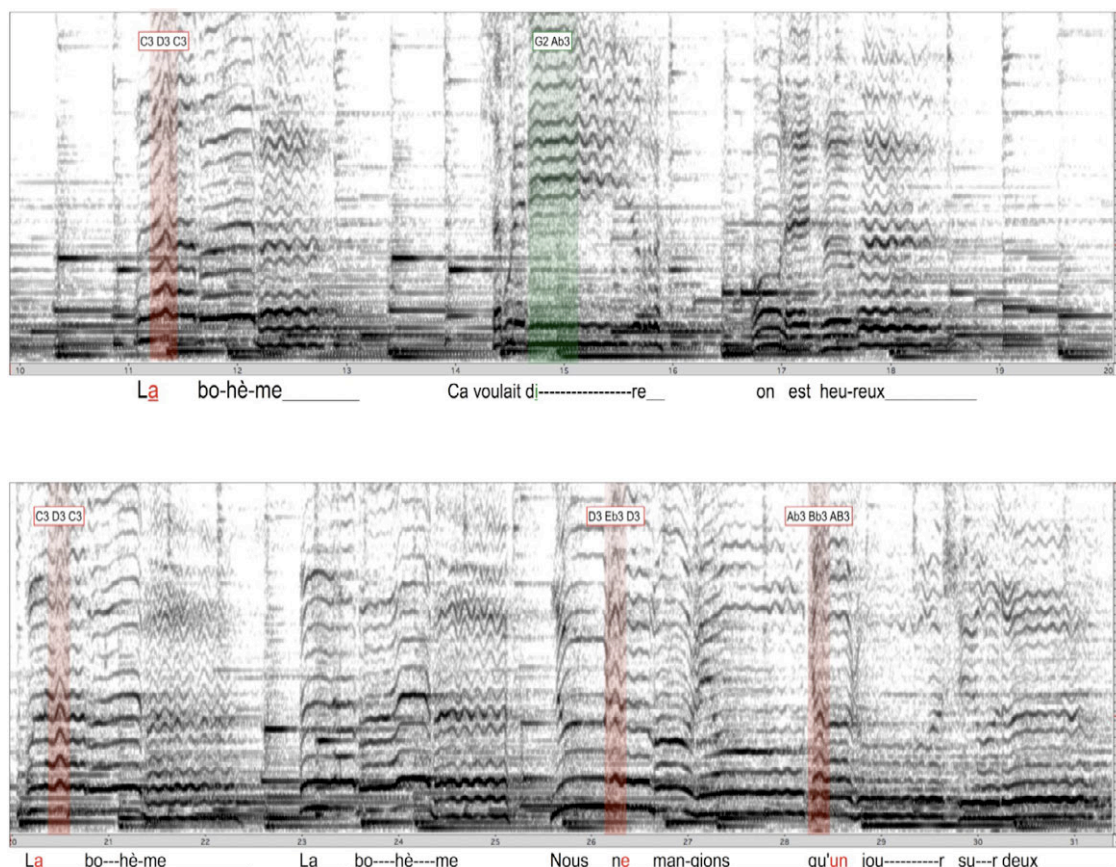 C3 D3 C3 G2 Ab3
10 11 12 13 14 15 16 17 18 19 20
La bo-hè-me________ Ca voulait di-----------------re__ on est heu-reux__________
C3 D3 C3 D3 Eb3 D3 Ab3 Bb3 AB3
20 21 22 23 24 25 26 27 28 29 30 31
La bo---hè-me La bo---hè----me Nous ne man-gions qu'un jou---------r su---r deux